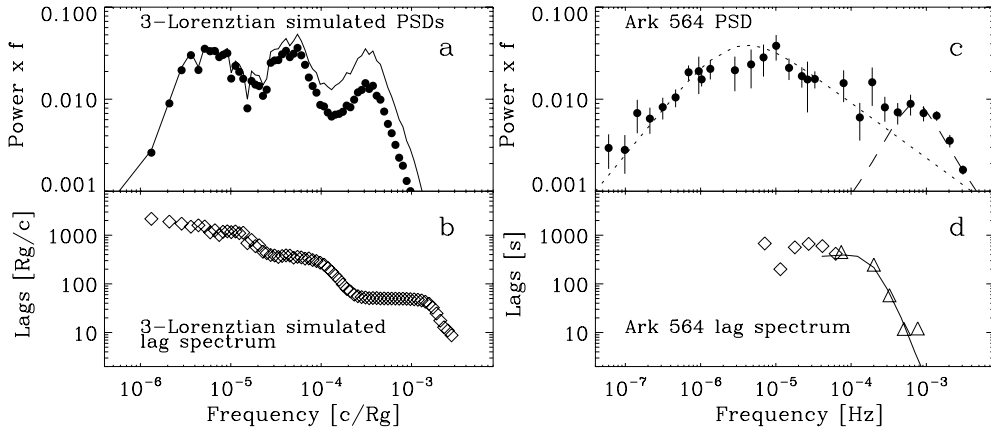 3-Lorenztian simulated PSDs
a
0.100
0.010
0.001
Power x f
b
1000
100
10
Lags [Rg/c]
3-Lorenztian simulated
lag spectrum
10⁻⁶ 10⁻⁵ 10⁻⁴ 10⁻³
Frequency [c/Rg]
Ark 564 PSD
c
0.100
0.010
0.001
Power x f
d
1000
100
10
Lags [s]
Ark 564 lag spectrum
10⁻⁷ 10⁻⁶ 10⁻⁵ 10⁻⁴ 10⁻³
Frequency [Hz]